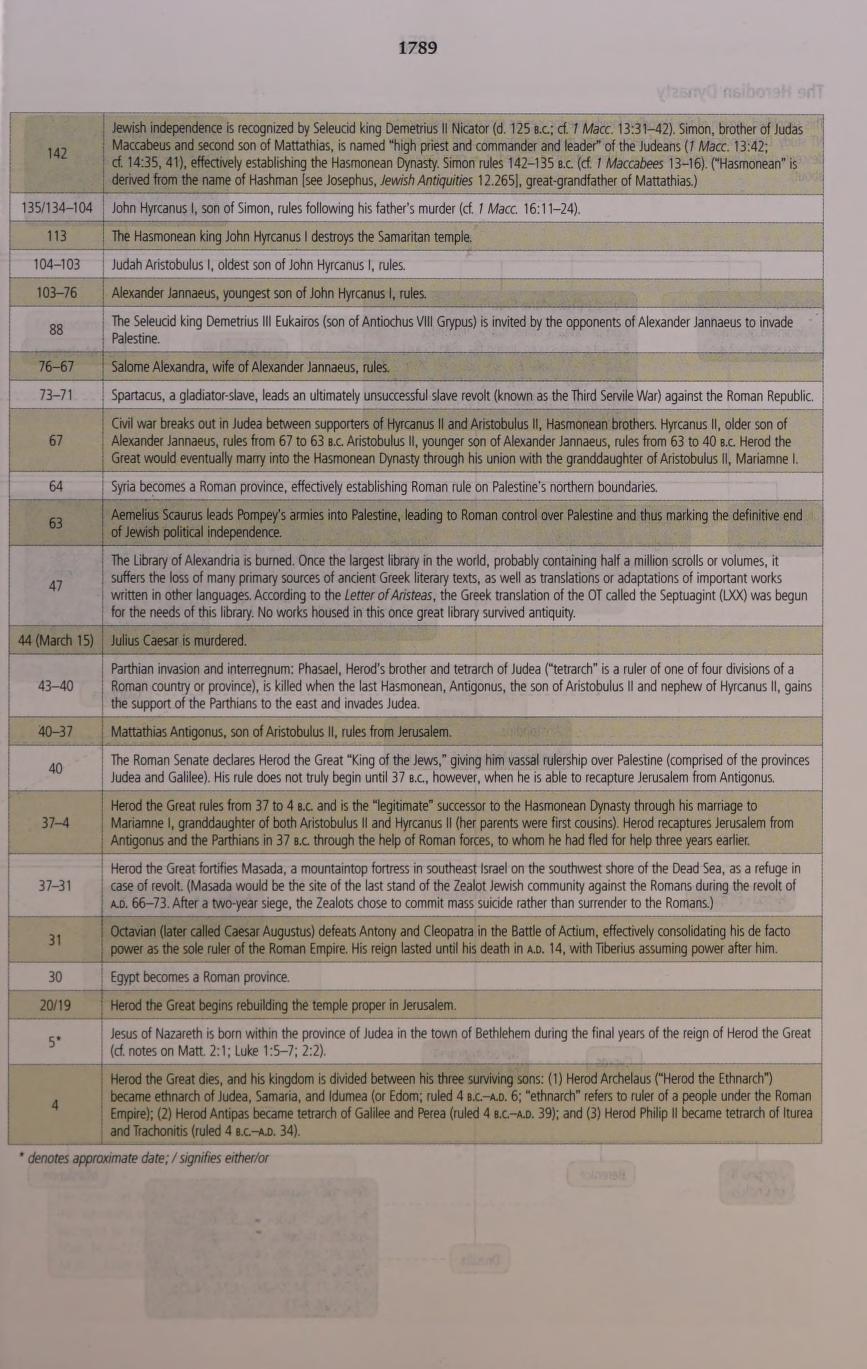 1789
142
Jewish independence is recognized by Seleucid king Demetrius II Nicator (d. 125 B.C.; cf. 1 Macc. 13:31–42). Simon, brother of Judas
Maccabeus and second son of Mattathias, is named “high priest and commander and leader” of the Judeans (1 Macc. 13:42;
cf. 14:35, 41), effectively establishing the Hasmonean Dynasty. Simon rules 142–135 B.C. (cf. 1 Maccabees 13–16). (“Hasmonean” is
derived from the name of Hashman [see Josephus, Jewish Antiquities 12.265], great-grandfather of Mattathias.)
135/134–104 John Hyrcanus I, son of Simon, rules following his father’s murder (cf. 1 Macc. 16:11–24).
113 The Hasmonean king John Hyrcanus I destroys the Samaritan temple.
104–103 Judah Aristobulus I, oldest son of John Hyrcanus I, rules.
103–76 Alexander Jannaeus, youngest son of John Hyrcanus I, rules.
88
The Seleucid king Demetrius III Eukairos (son of Antiochus VIII Grypus) is invited by the opponents of Alexander Jannaeus to invade
Palestine.
76–67 Salome Alexandra, wife of Alexander Jannaeus, rules.
73–71 Spartacus, a gladiator-slave, leads an ultimately unsuccessful slave revolt (known as the Third Servile War) against the Roman Republic.
67
Civil war breaks out in Judea between supporters of Hyrcanus II and Aristobulus II, Hasmonean brothers. Hyrcanus II, older son of
Alexander Jannaeus, rules from 67 to 63 B.C. Aristobulus II, younger son of Alexander Jannaeus, rules from 63 to 40 B.C. Herod the
Great would eventually marry into the Hasmonean Dynasty through his union with the granddaughter of Aristobulus II, Mariamne I.
64 Syria becomes a Roman province, effectively establishing Roman rule on Palestine’s northern boundaries.
63
Aemelius Scaurus leads Pompey’s armies into Palestine, leading to Roman control over Palestine and thus marking the definitive end
of Jewish political independence.
47
The Library of Alexandria is burned. Once the largest library in the world, probably containing half a million scrolls or volumes, it
suffers the loss of many primary sources of ancient Greek literary texts, as well as translations or adaptations of important works
written in other languages. According to the Letter of Aristeas, the Greek translation of the OT called the Septuagint (LXX) was begun
for the needs of this library. No works housed in this once great library survived antiquity.
44 (March 15) Julius Caesar is murdered.
43–40
Parthian invasion and interregnum: Phasael, Herod’s brother and tetrarch of Judea (“tetrarch” is a ruler of one of four divisions of a
Roman country or province), is killed when the last Hasmonean, Antigonus, the son of Aristobulus II and nephew of Hyrcanus II, gains
the support of the Parthians to the east and invades Judea.
40–37 Mattathias Antigonus, son of Aristobulus II, rules from Jerusalem.
40
The Roman Senate declares Herod the Great “King of the Jews,” giving him vassal rulership over Palestine (comprised of the provinces
Judea and Galilee). His rule does not truly begin until 37 B.C., however, when he is able to recapture Jerusalem from Antigonus.
37–4
Herod the Great rules from 37 to 4 B.C. and is the “legitimate” successor to the Hasmonean Dynasty through his marriage to
Mariamne I, granddaughter of both Aristobulus II and Hyrcanus II (her parents were first cousins). Herod recaptures Jerusalem from
Antigonus and the Parthians in 37 B.C. through the help of Roman forces, to whom he had fled for help three years earlier.
37–31
Herod the Great fortifies Masada, a mountaintop fortress in southeast Israel on the southwest shore of the Dead Sea, as a refuge in
case of revolt. (Masada would be the site of the last stand of the Zealot Jewish community against the Romans during the revolt of
A.D. 66–73. After a two-year siege, the Zealots chose to commit mass suicide rather than surrender to the Romans.)
31
Octavian (later called Caesar Augustus) defeats Antony and Cleopatra in the Battle of Actium, effectively consolidating his de facto
power as the sole ruler of the Roman Empire. His reign lasted until his death in A.D. 14, with Tiberius assuming power after him.
30 Egypt becomes a Roman province.
20/19 Herod the Great begins rebuilding the temple proper in Jerusalem.
5*
Jesus of Nazareth is born within the province of Judea in the town of Bethlehem during the final years of the reign of Herod the Great
(cf. notes on Matt. 2:1; Luke 1:5–7; 2:2).
4
Herod the Great dies, and his kingdom is divided between his three surviving sons: (1) Herod Archelaus (“Herod the Ethnarch”)
became ethnarch of Judea, Samaria, and Idumea (or Edom; ruled 4 B.C.–A.D. 6; “ethnarch” refers to ruler of a people under the Roman
Empire); (2) Herod Antipas became tetrarch of Galilee and Perea (ruled 4 B.C.–A.D. 39); and (3) Herod Philip II became tetrarch of Iturea
and Trachonitis (ruled 4 B.C.–A.D. 34).
* denotes approximate date; / signifies either/or